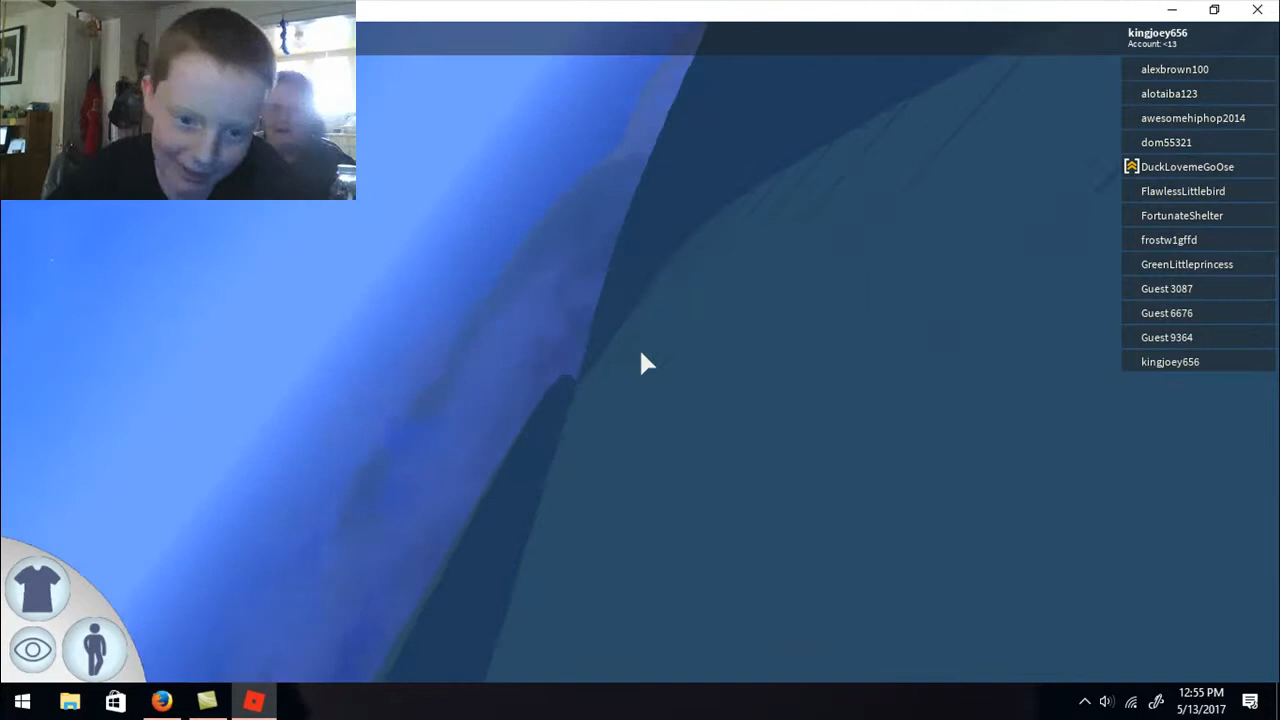 kingjoey656
Account: <13
alexbrown100
alotaiba123
awesomehiphop2014
dom55321
DuckLovemeGoOse
FlawlessLittlebird
FortunateShelter
frostw1gffd
GreenLittleprincess
Guest 3087
Guest 6676
Guest 9364
kingjoey656
12:55 PM
5/13/2017